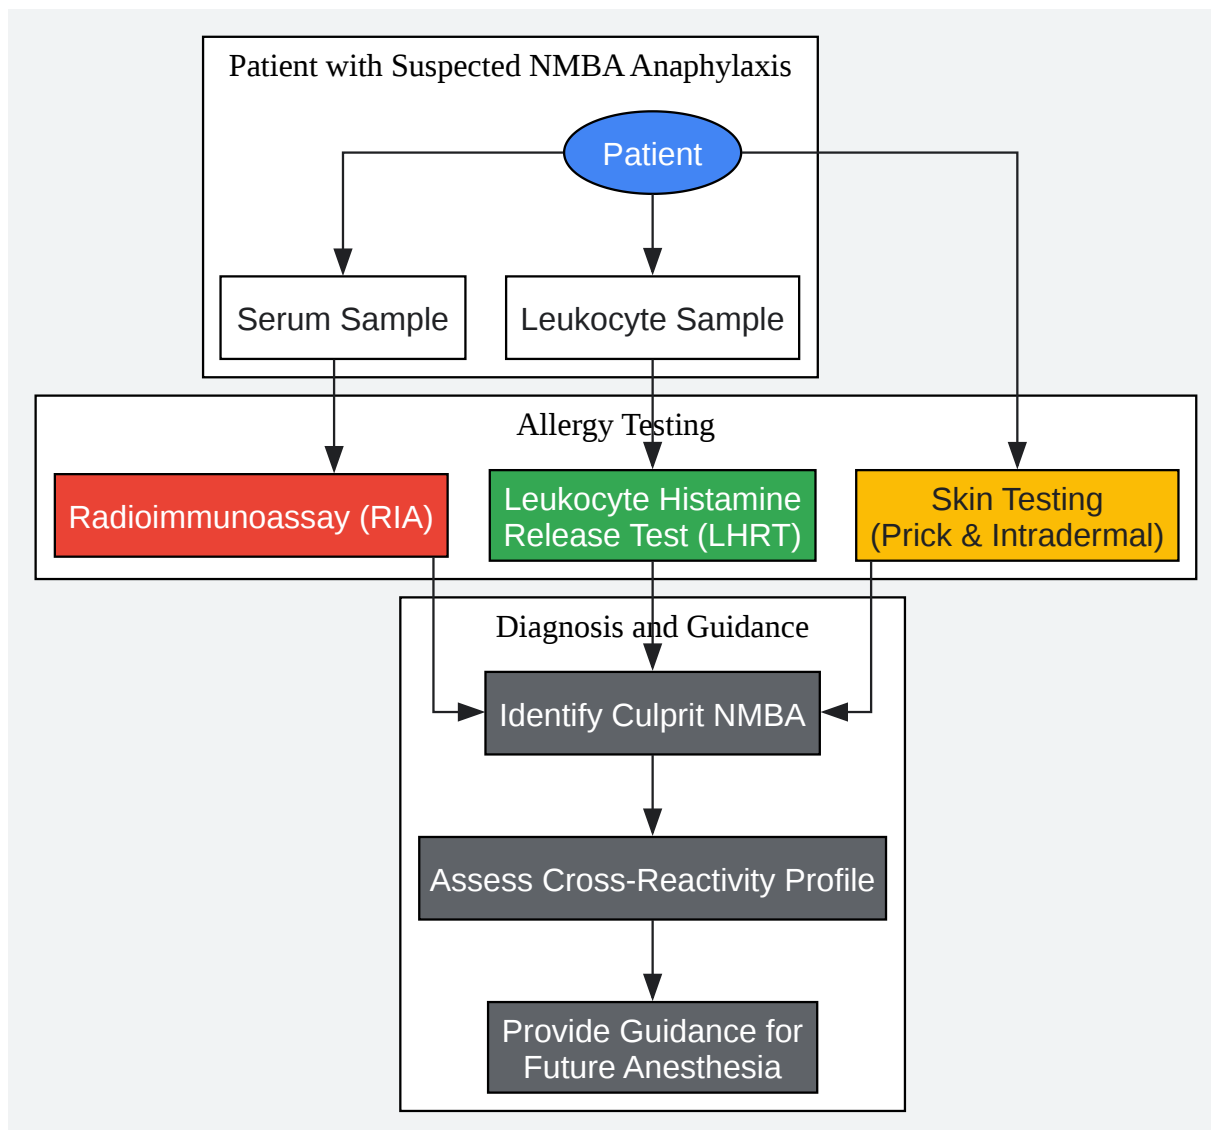 Patient with Suspected NMBA Anaphylaxis
Patient
Serum Sample
Leukocyte Sample
Allergy Testing
Radioimmunoassay (RIA)
Leukocyte Histamine
Release Test (LHRT)
Skin Testing
(Prick & Intradermal)
Diagnosis and Guidance
Identify Culprit NMBA
Assess Cross-Reactivity Profile
Provide Guidance for
Future Anesthesia